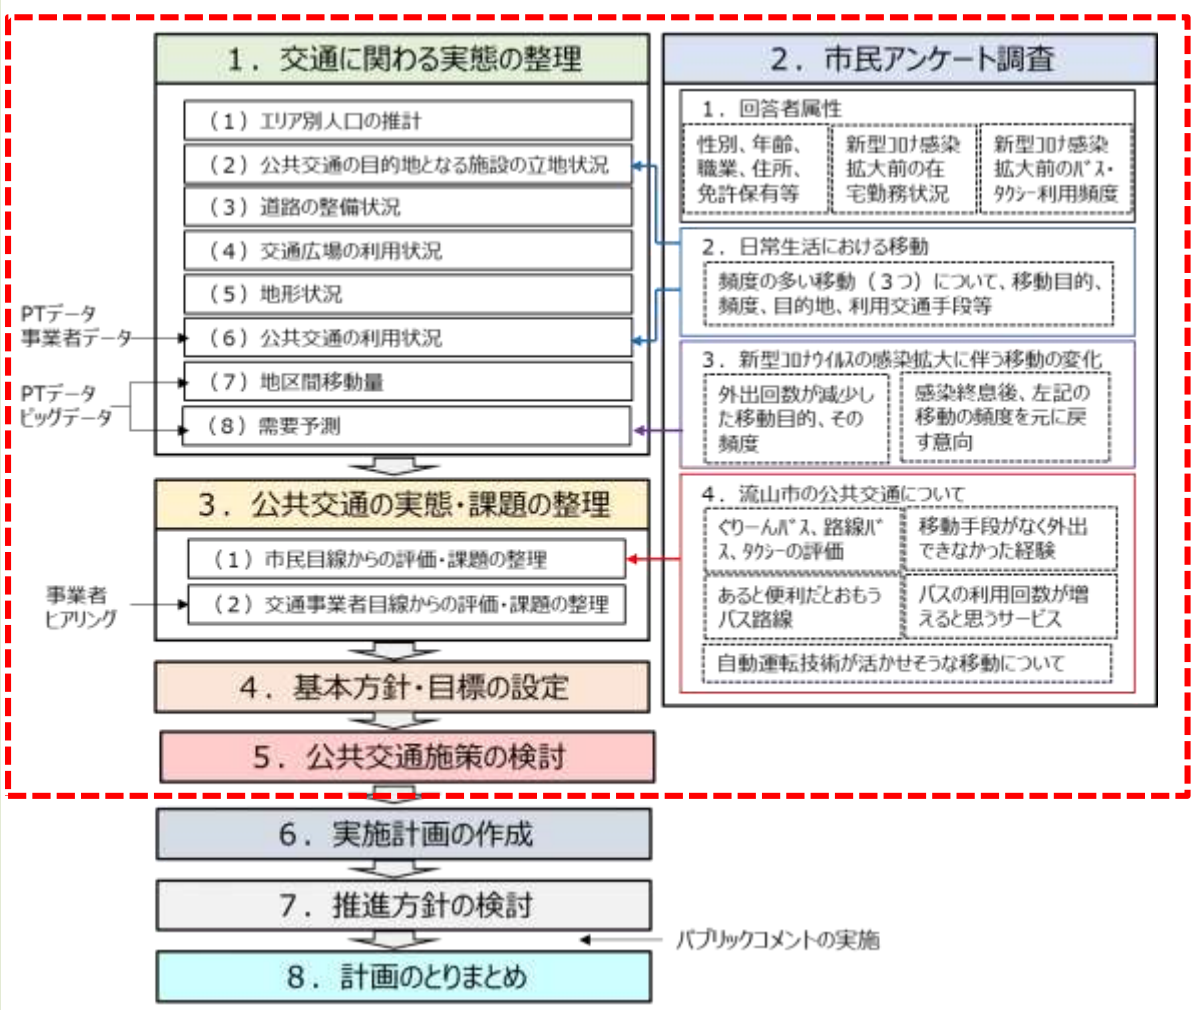 1．交通に関わる実態の整理
（1）エリア別人口の推計
（2）公共交通の目的地となる施設の立地状況
（3）道路の整備状況
（4）交通広場の利用状況
（5）地形状況
PTデータ
事業者データ
（6）公共交通の利用状況
（7）地区間移動量
PTデータ
ビッグデータ
（8）需要予測
2．市民アンケート調査
1．回答者属性
性別、年齢、
職業、住所、
免許保有等
新型コロナ感染
拡大前の在
宅勤務状況
新型コロナ感染
拡大前のバス・
タクシー利用頻度
2．日常生活における移動
頻度の多い移動（3つ）について、移動目的、
頻度、目的地、利用交通手段等
3．新型コロナウイルスの感染拡大に伴う移動の変化
外出回数が減少し
た移動目的、その
頻度
感染終息後、左記の
移動の頻度を元に戻
す意向
4．流山市の公共交通について
ぐりーんバス、路線バ
ス、タクシーの評価
移動手段がなく外出
できなかった経験
あると便利だとおもう
バス路線
バスの利用回数が増
えると思うサービス
自動運転技術が活かせそうな移動について
3．公共交通の実態・課題の整理
（1）市民目線からの評価・課題の整理
事業者
ヒアリング
（2）交通事業者目線からの評価・課題の整理
4．基本方針・目標の設定
5．公共交通施策の検討
6．実施計画の作成
7．推進方針の検討
パブリックコメントの実施
8．計画のとりまとめ